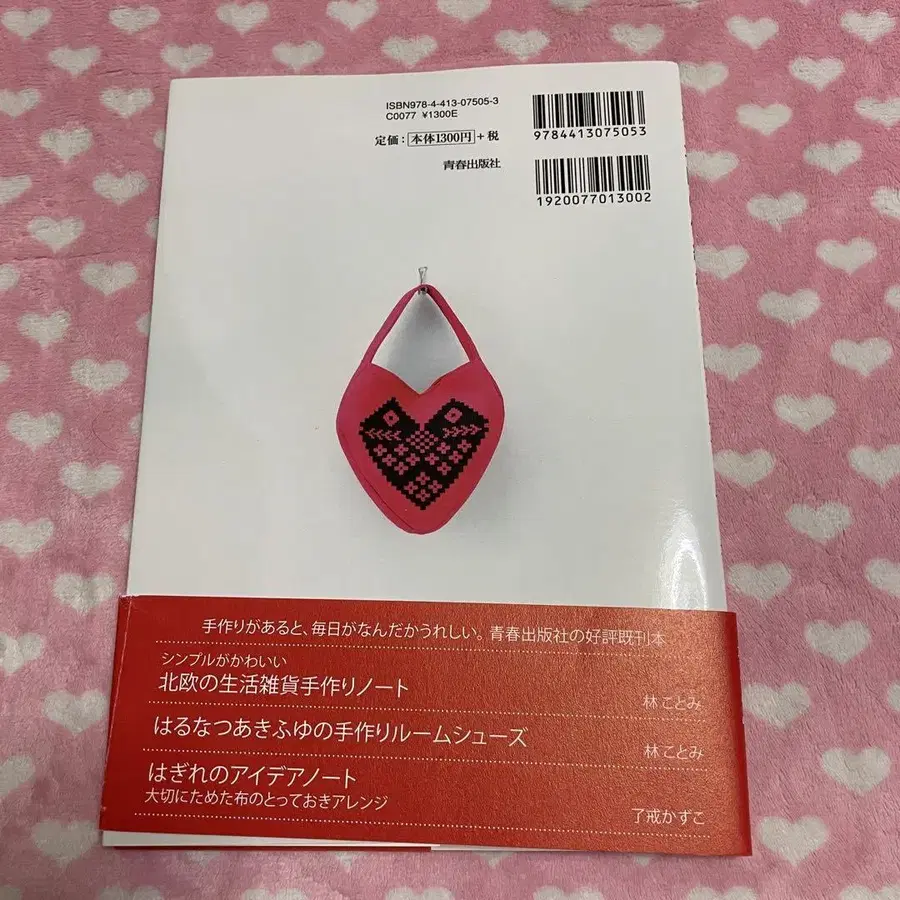 ISBN978-4-413-07505-3
C0077 ¥1300E
定価:本体1300円+税
青春出版社
9784413075053
1920077013002
手作りがあると、毎日がなんだかうれしい。青春出版社の好評既刊本
シンプルがかわいい
北欧の生活雑貨手作りノート
林 ことみ
はるなつあきふゆの手作りルームシューズ
林 ことみ
はぎれのアイデアノート
大切にためた布のとっておきアレンジ
了戒かずこ